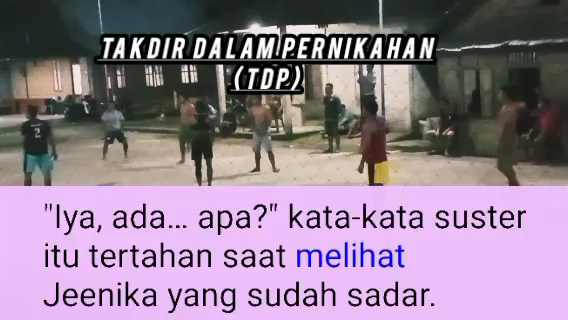 TAKDIR DALAM PERNIKAHAN
(TDP)
"Iya, ada... apa?" kata-kata suster
itu tertahan saat melihat
Jeenika yang sudah sadar.